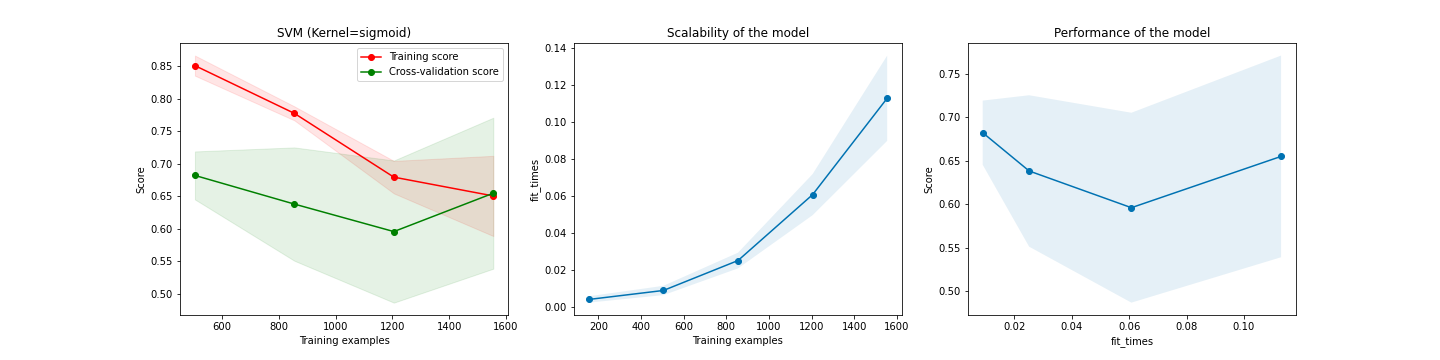 SVM (Kernel=sigmoid)
Training score
Cross-validation score
0.85
0.80
0.75
0.70
0.65
0.60
0.55
0.50
Score
600 800 1000 1200 1400 1600
Training examples
Scalability of the model
0.14
0.12
0.10
0.08
0.06
0.04
0.02
0.00
fit_times
200 400 600 800 1000 1200 1400 1600
Training examples
Performance of the model
0.75
0.70
0.65
0.60
0.55
0.50
Score
0.02 0.04 0.06 0.08 0.10
fit_times